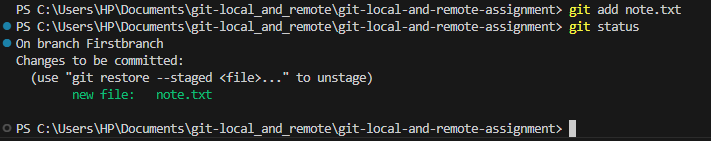 PS C:\Users\HP\Documents\git-local_and_remote\git-local-and-remote-assignment> git add note.txt
PS C:\Users\HP\Documents\git-local_and_remote\git-local-and-remote-assignment> git status
On branch Firstbranch
Changes to be committed:
  (use "git restore --staged <file>..." to unstage)
        new file:   note.txt
PS C:\Users\HP\Documents\git-local_and_remote\git-local-and-remote-assignment>